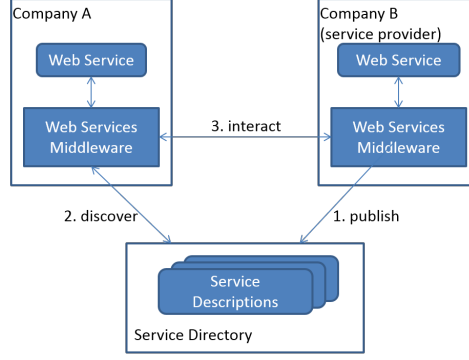 Company A
Web Service
Web Services
Middleware
Company B
(service provider)
Web Service
Web Services
Middleware
3. interact
2. discover
1. publish
Service
Descriptions
Service Directory